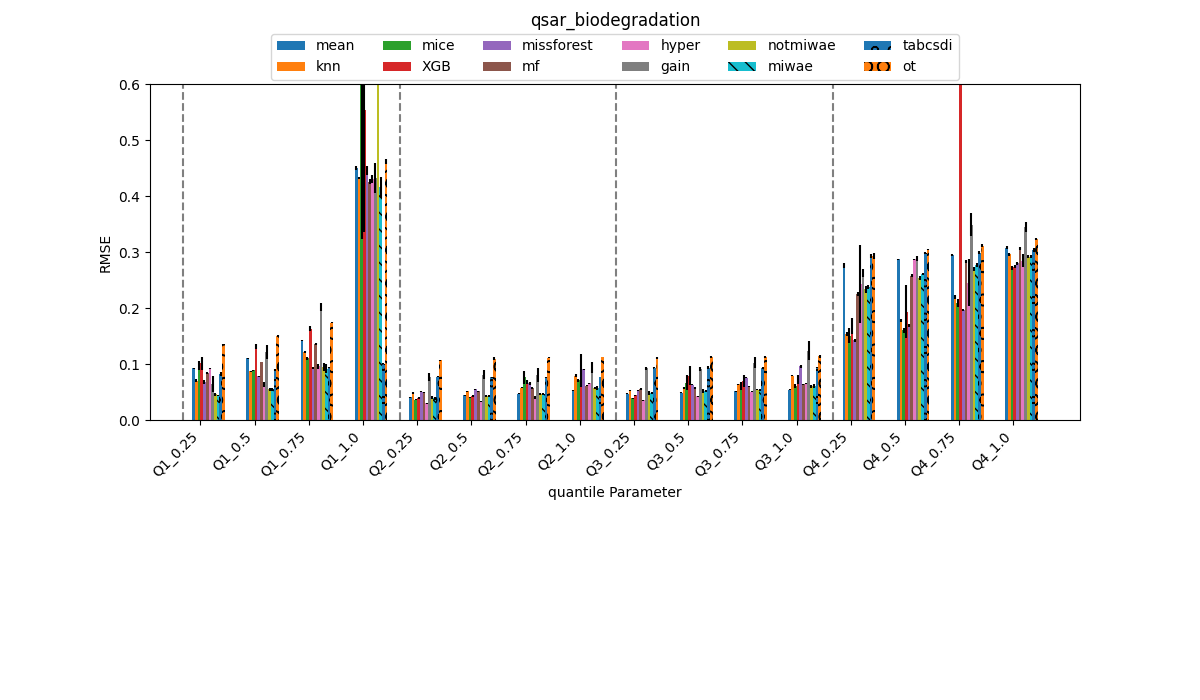 qsar_biodegradation
mean mice missforest hyper notmiwae tabcsdi
knn XGB mf gain miwae ot
0.6
0.5
0.4
0.3
0.2
0.1
0.0
RMSE
Q1_0.25 Q1_0.5 Q1_0.75 Q1_1.0 Q2_0.25 Q2_0.5 Q2_0.75 Q2_1.0 Q3_0.25 Q3_0.5 Q3_0.75 Q3_1.0 Q4_0.25 Q4_0.5 Q4_0.75 Q4_1.0
quantile Parameter